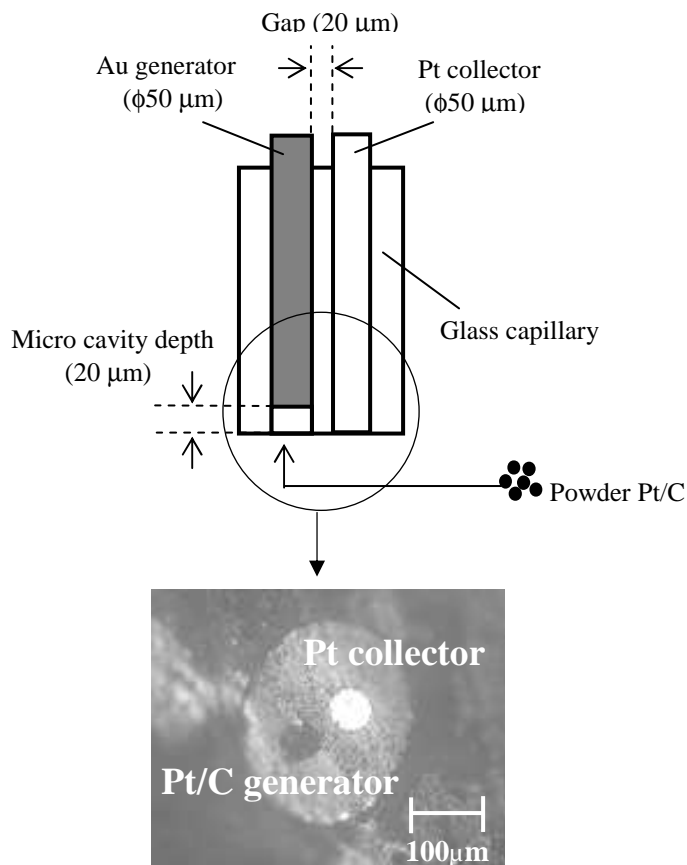 Gap (20 μm)
Au generator
(ϕ50 μm)
Pt collector
(ϕ50 μm)
Glass capillary
Micro cavity depth
(20 μm)
Powder Pt/C
Pt collector
Pt/C generator
100μm